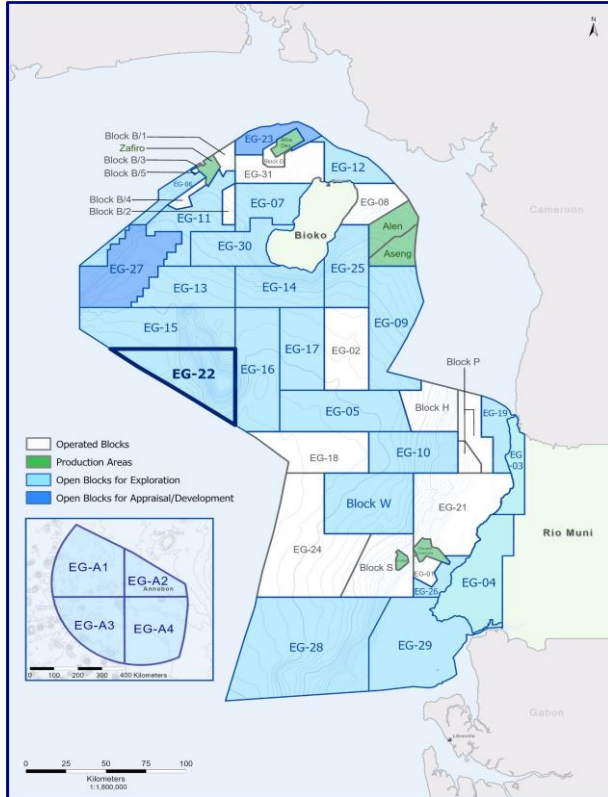 N
Block B/1
Zafiro
Block B/3
Block B/5
Block B/4
Block B/2
EG-23
Alba
Block D
EG-31
EG-12
EG-06
EG-11
EG-07
EG-08
Bioko
Alen
Aseng
Cameroon
EG-30
EG-27
EG-25
EG-13
EG-14
EG-15
EG-09
EG-17
EG-02
EG-16
EG-22
Block P
EG-05
Block H
EG-19
EG-03
EG-18
EG-10
Operated Blocks
Production Areas
Open Blocks for Exploration
Open Blocks for Appraisal/Development
Block W
EG-21
Rio Muni
EG-24
Block S
EG-01
EG-26
EG-04
EG-A1
EG-A2
Annobon
EG-A3
EG-A4
0 100 200 300 400 Kilometers
EG-28
EG-29
Gabon
Libreville
0 25 50 75 100
Kilometers
1:1,800,000